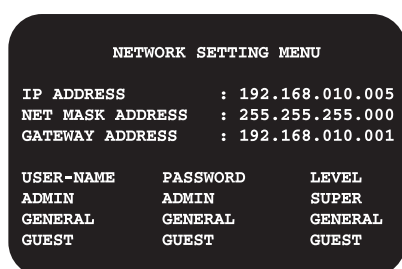 NETWORK SETTING MENU
IP ADDRESS : 192.168.010.005
NET MASK ADDRESS : 255.255.255.000
GATEWAY ADDRESS : 192.168.010.001
USER-NAME PASSWORD LEVEL
ADMIN ADMIN SUPER
GENERAL GENERAL GENERAL
GUEST GUEST GUEST